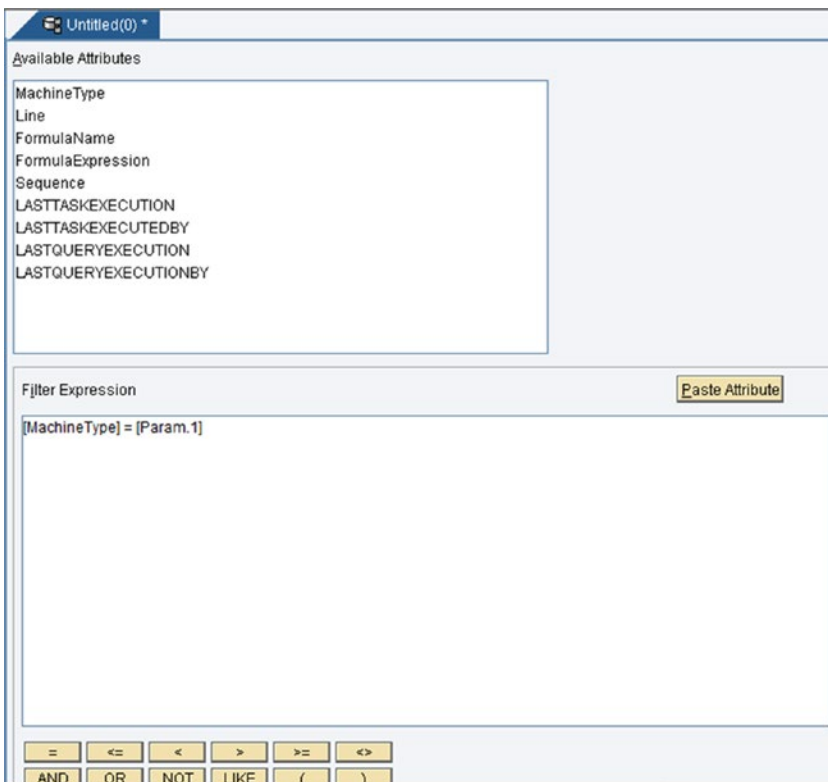 Untitled(0) *
Available Attributes
MachineType
Line
FormulaName
FormulaExpression
Sequence
LASTTASKEXECUTION
LASTTASKEXECUTEDBY
LASTQUERYEXECUTION
LASTQUERYEXECUTIONBY
Filter Expression
Paste Attribute
[MachineType] = [Param.1]
= <= < > >= <>
AND OR NOT LIKE ( )